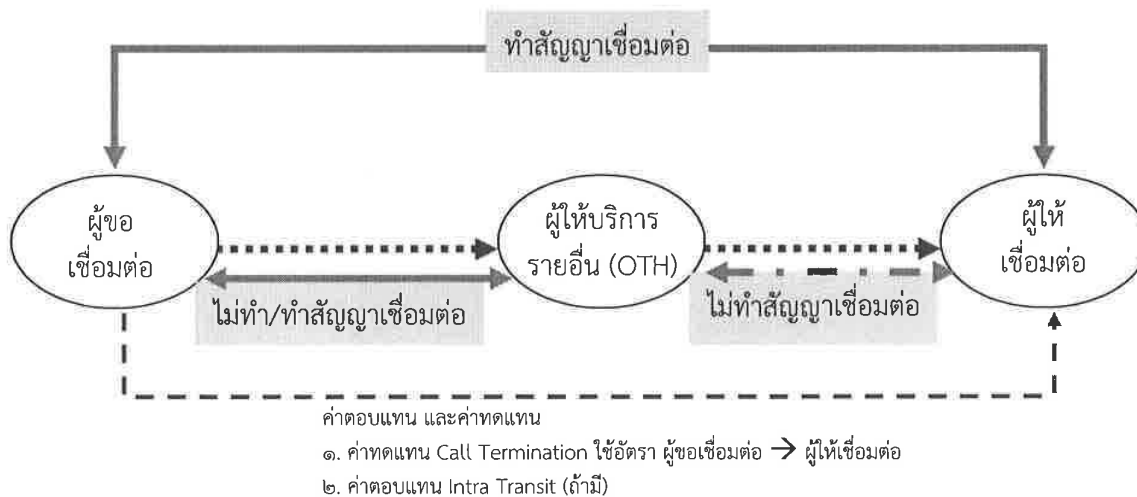 ทำสัญญาเชื่อมต่อ
ผู้ขอ
เชื่อมต่อ
ผู้ให้บริการ
รายอื่น (OTH)
ผู้ให้
เชื่อมต่อ
ไม่ทำ/ทำสัญญาเชื่อมต่อ
ไม่ทำสัญญาเชื่อมต่อ
ค่าตอบแทน และค่าทดแทน
๑. ค่าทดแทน Call Termination ใช้อัตรา ผู้ขอเชื่อมต่อ → ผู้ให้เชื่อมต่อ
๒. ค่าตอบแทน Intra Transit (ถ้ามี)